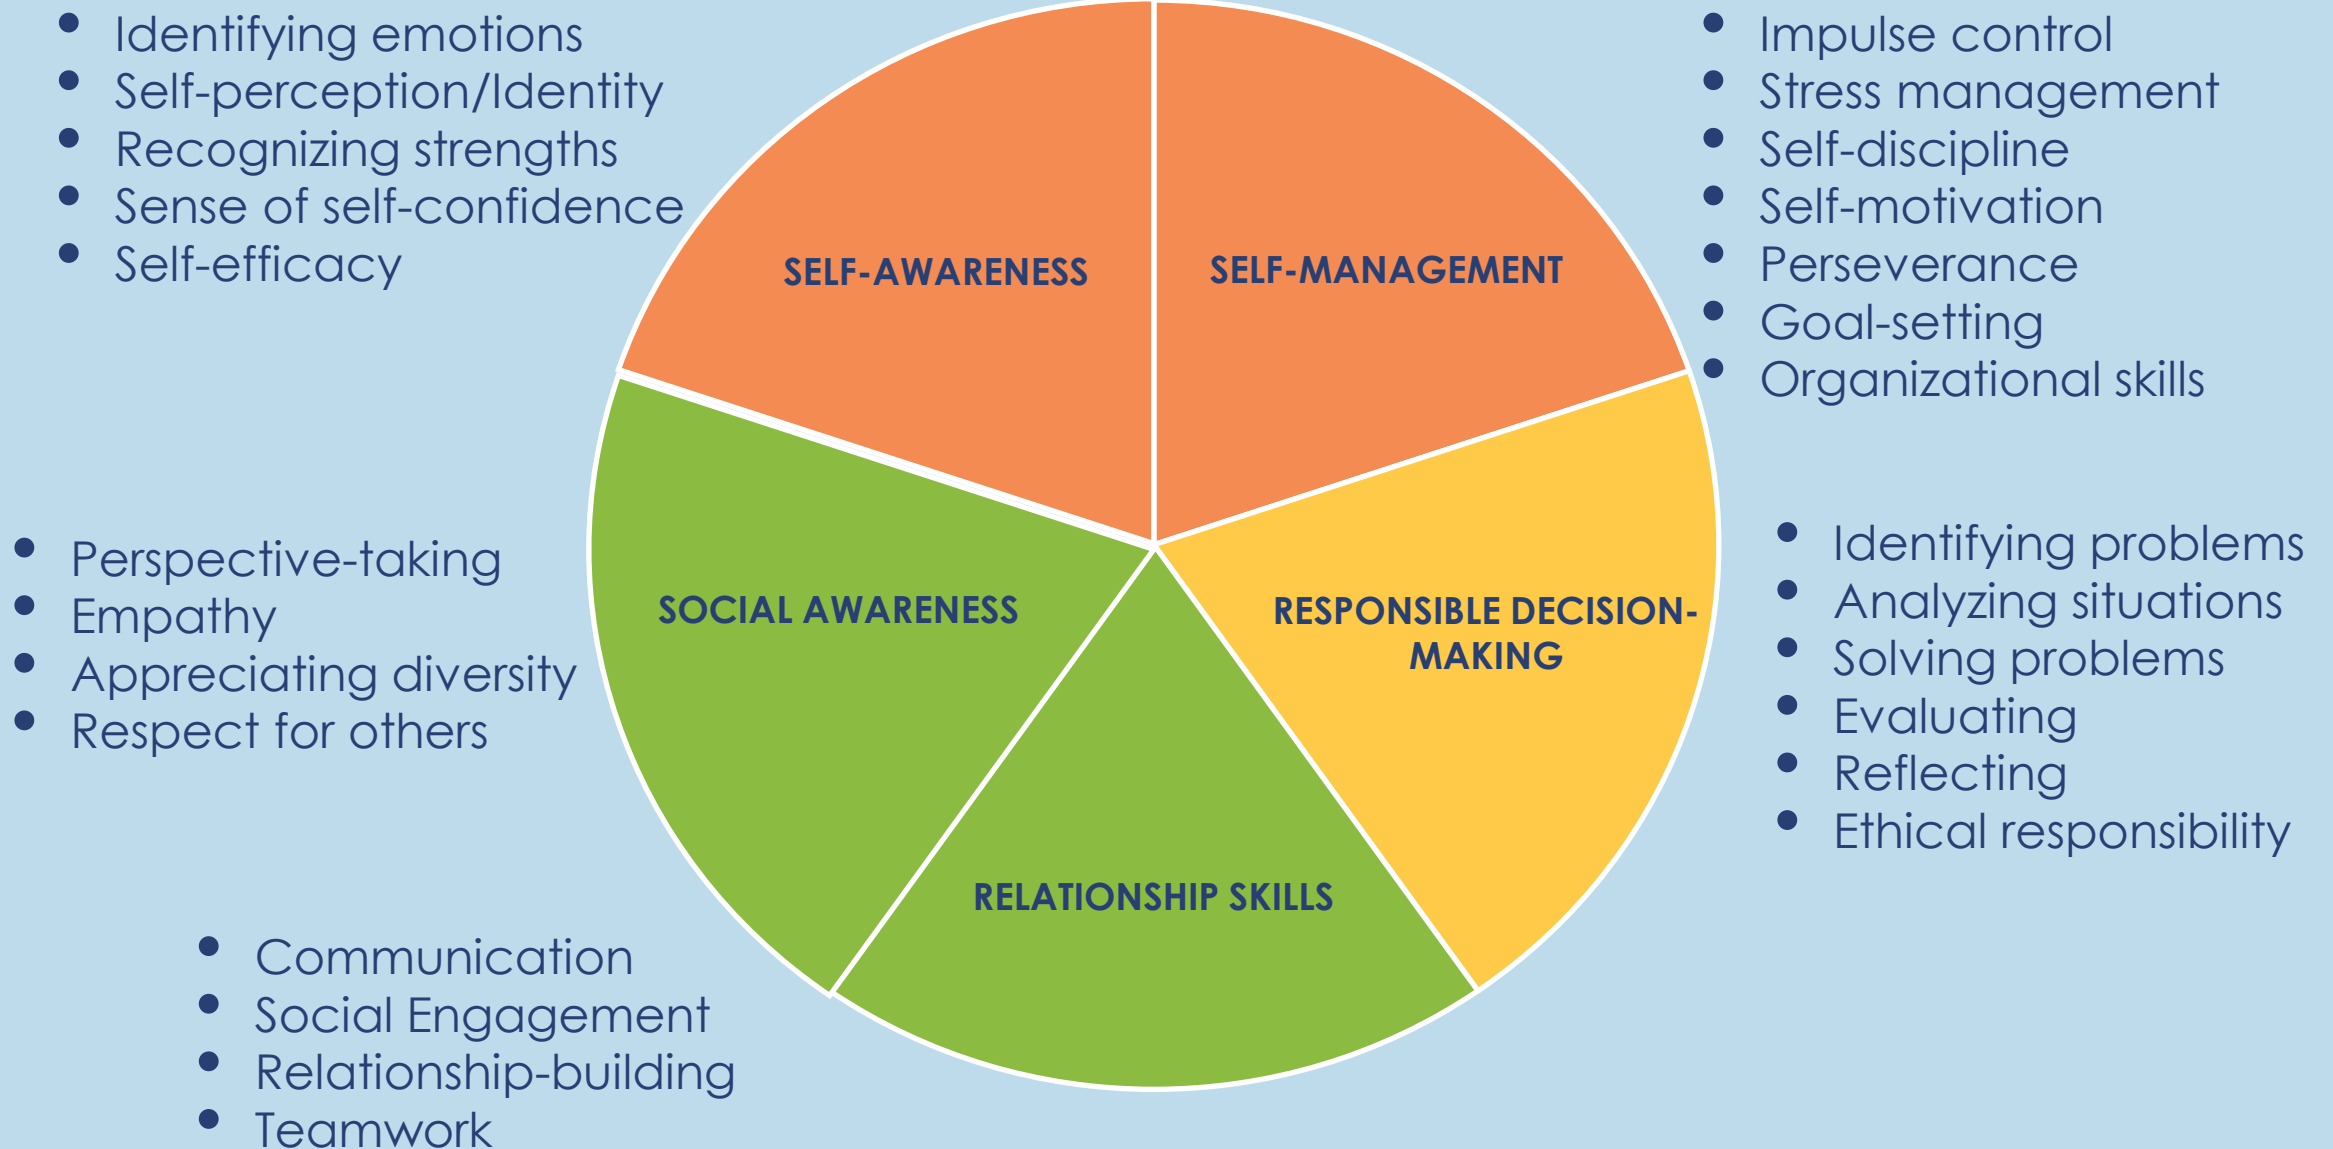 • Identifying emotions
• Self-perception/Identity
• Recognizing strengths
• Sense of self-confidence
• Self-efficacy
SELF-AWARENESS
SELF-MANAGEMENT
• Impulse control
• Stress management
• Self-discipline
• Self-motivation
• Perseverance
• Goal-setting
• Organizational skills
• Perspective-taking
• Empathy
• Appreciating diversity
• Respect for others
SOCIAL AWARENESS
RESPONSIBLE DECISION-
MAKING
• Identifying problems
• Analyzing situations
• Solving problems
• Evaluating
• Reflecting
• Ethical responsibility
RELATIONSHIP SKILLS
• Communication
• Social Engagement
• Relationship-building
• Teamwork